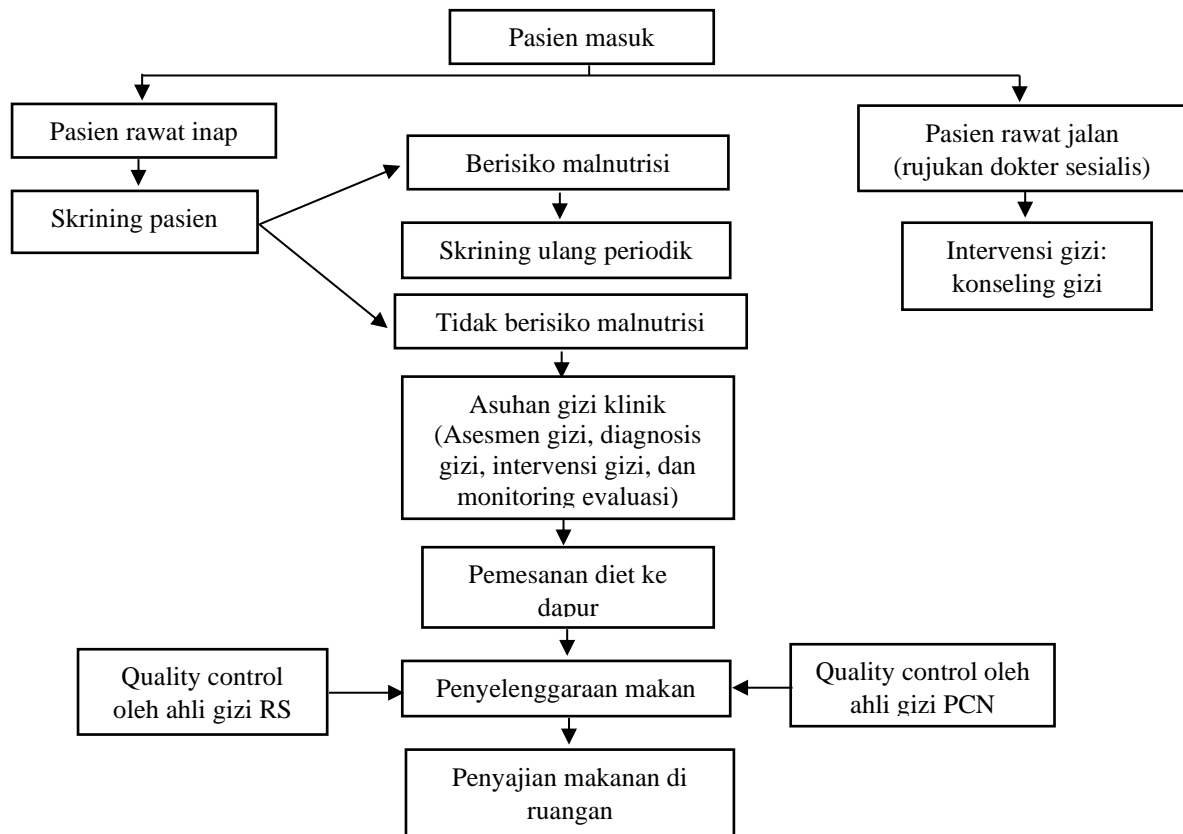 Pasien masuk
Pasien rawat inap
Pasien rawat jalan
(rujukan dokter sesialis)
Berisiko malnutrisi
Skrining pasien
Skrining ulang periodik
Intervensi gizi:
konseling gizi
Tidak berisiko malnutrisi
Asuhan gizi klinik
(Asesmen gizi, diagnosis
gizi, intervensi gizi, dan
monitoring evaluasi)
Pemesanan diet ke
dapur
Quality control
oleh ahli gizi RS
Penyelenggaraan makan
Quality control oleh
ahli gizi PCN
Penyajian makanan di
ruangan